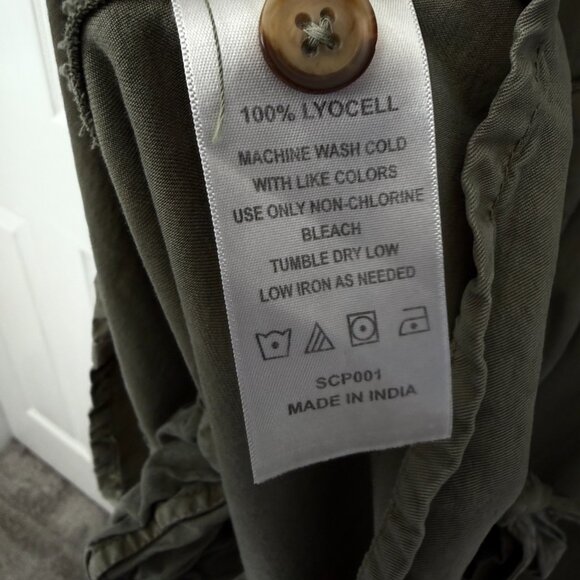 100% LYOCELL
MACHINE WASH COLD
WITH LIKE COLORS
USE ONLY NON-CHLORINE
BLEACH
TUMBLE DRY LOW
LOW IRON AS NEEDED
SCP001
MADE IN INDIA